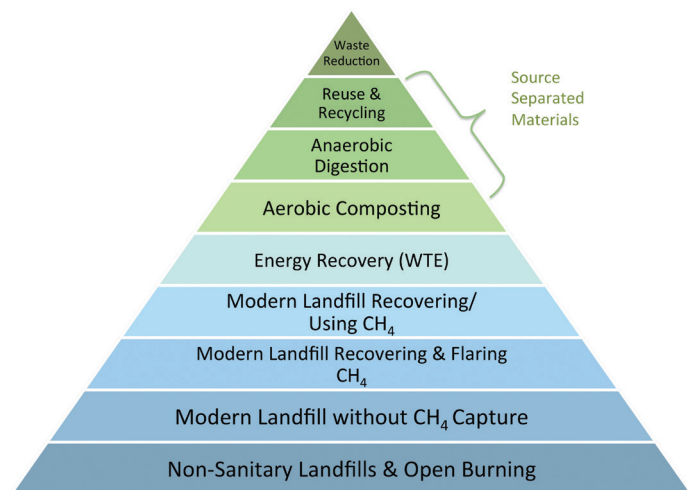 Waste
Reduction
Reuse &
Recycling
Anaerobic
Digestion
Aerobic Composting
Energy Recovery (WTE)
Modern Landfill Recovering/
Using CH₄
Modern Landfill Recovering & Flaring
CH₄
Modern Landfill without CH₄ Capture
Non-Sanitary Landfills & Open Burning
Source
Separated
Materials